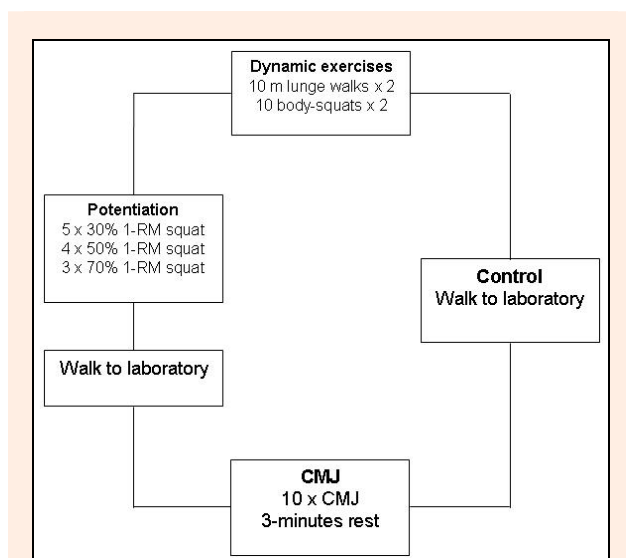 Dynamic exercises
10 m lunge walks x 2
10 body-squats x 2
Potentiation
5 x 30% 1-RM squat
4 x 50% 1-RM squat
3 x 70% 1-RM squat
Control
Walk to laboratory
Walk to laboratory
CMJ
10 x CMJ
3-minutes rest